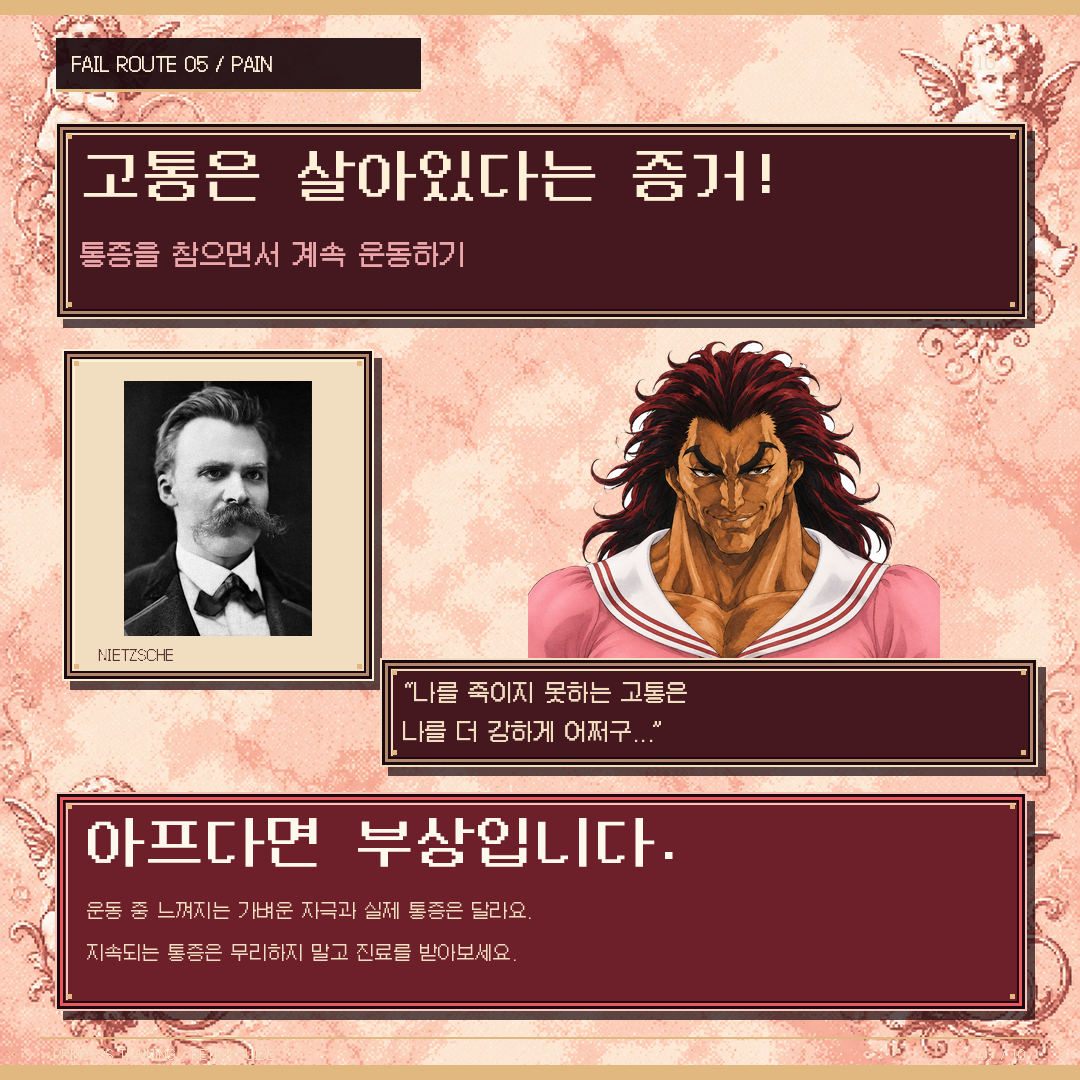 FAIL ROUTE 05 / PAIN
고통은 살아있다는 증거!
통증을 참으면서 계속 운동하기
NIETZSCHE
“나를 죽이지 못하는 고통은
나를 더 강하게 어쩌구...”
아프다면 부상입니다.
운동 중 느껴지는 가벼운 자극과 실제 통증은 달라요.
지속되는 통증은 무리하지 말고 진료를 받아보세요.